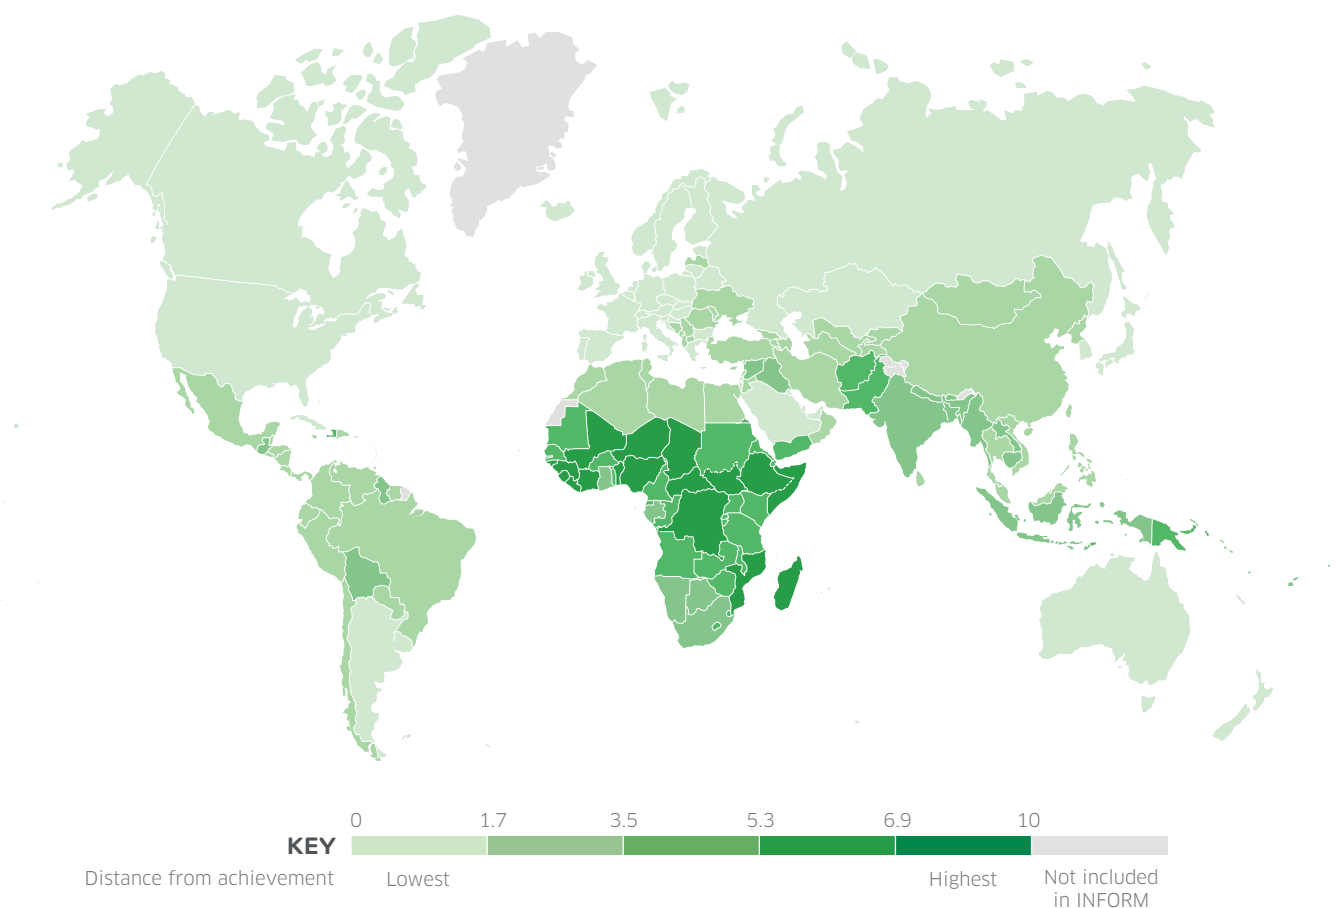 0 1.7 3.5 5.3 6.9 10
KEY
Distance from achievement Lowest Highest Not included
in INFORM